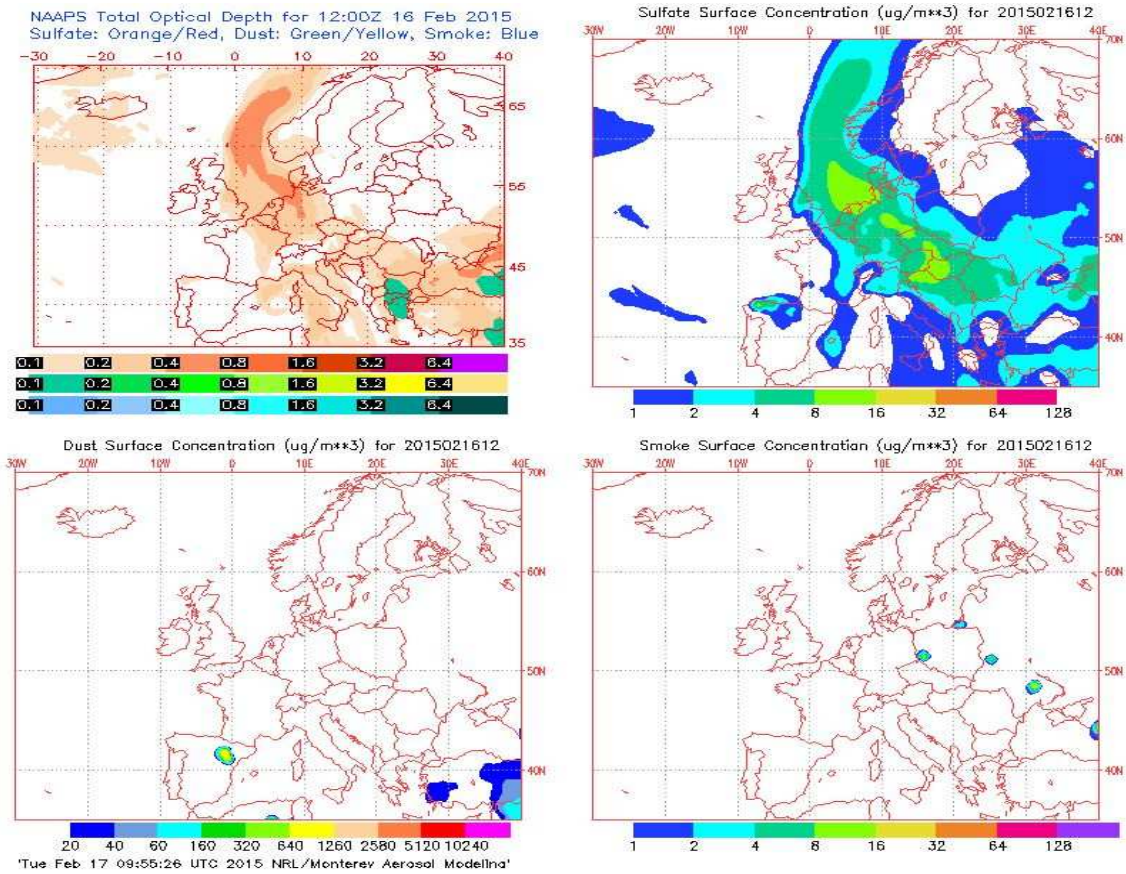 NAAPS Total Optical Depth for 12:00Z 16 Feb 2015
Sulfate: Orange/Red, Dust: Green/Yellow, Smoke: Blue
-30 -20 -10 0 10 20 30 40
65
55
45
35
0.1 0.2 0.4 0.8 1.6 3.2 6.4
0.1 0.2 0.4 0.8 1.6 3.2 6.4
0.1 0.2 0.4 0.8 1.6 3.2 6.4
Sulfate Surface Concentration (ug/m**3) for 2015021612
30W 20W 10W 0 10E 20E 30E 40E
70N
60N
50N
40N
1 2 4 8 16 32 64 128
Dust Surface Concentration (ug/m**3) for 2015021612
30W 20W 10W 0 10E 20E 30E 40E
70N
60N
50N
40N
20 40 60 160 320 640 1260 2580 5120 10240
'Tue Feb 17 09:55:26 UTC 2015 NRL/Monterey Aerosol Modeling'
Smoke Surface Concentration (ug/m**3) for 2015021612
30W 20W 10W 0 10E 20E 30E 40E
70N
60N
50N
40N
1 2 4 8 16 32 64 128